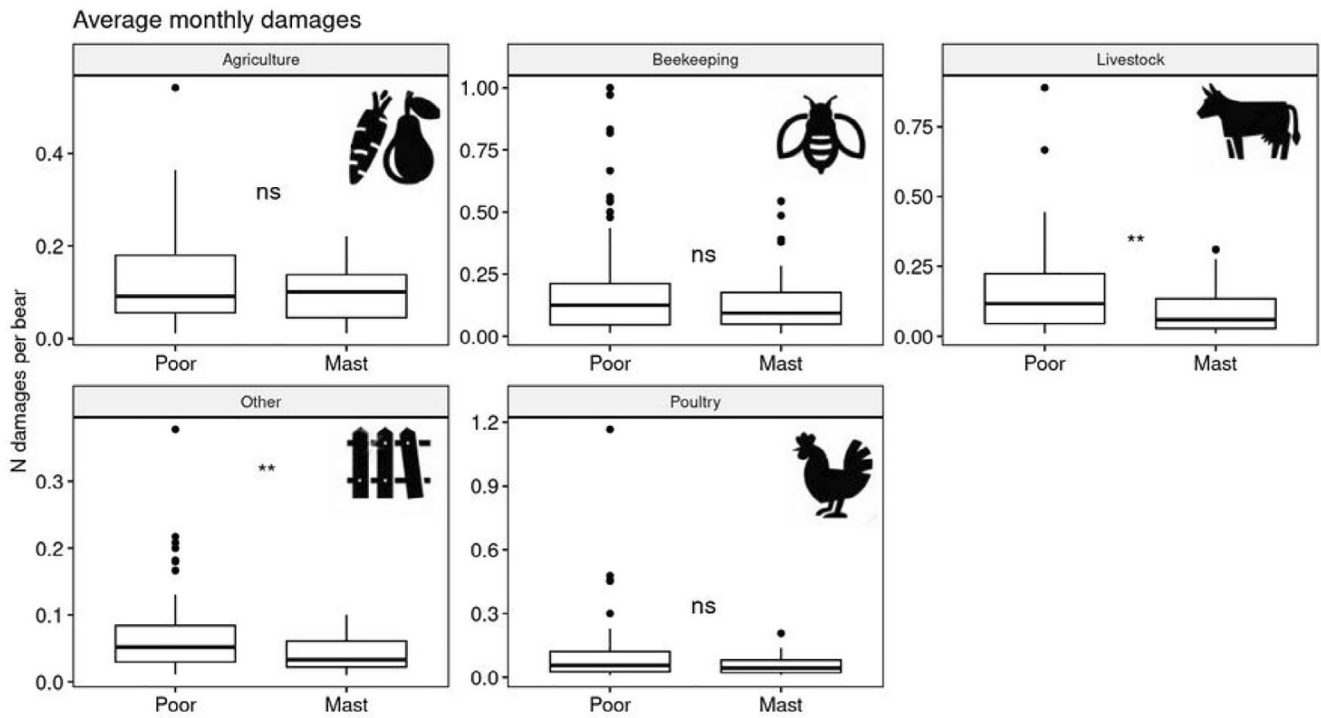 Average monthly damages
Agriculture
Beekeeping
Livestock
0.4
0.2
0.0
ns
Poor
Mast
1.00
0.75
0.50
0.25
0.00
ns
Poor
Mast
0.75
0.50
0.25
0.00
**
Poor
Mast
N damages per bear
Other
Poultry
0.3
0.2
0.1
0.0
**
Poor
Mast
1.2
0.9
0.6
0.3
0.0
ns
Poor
Mast